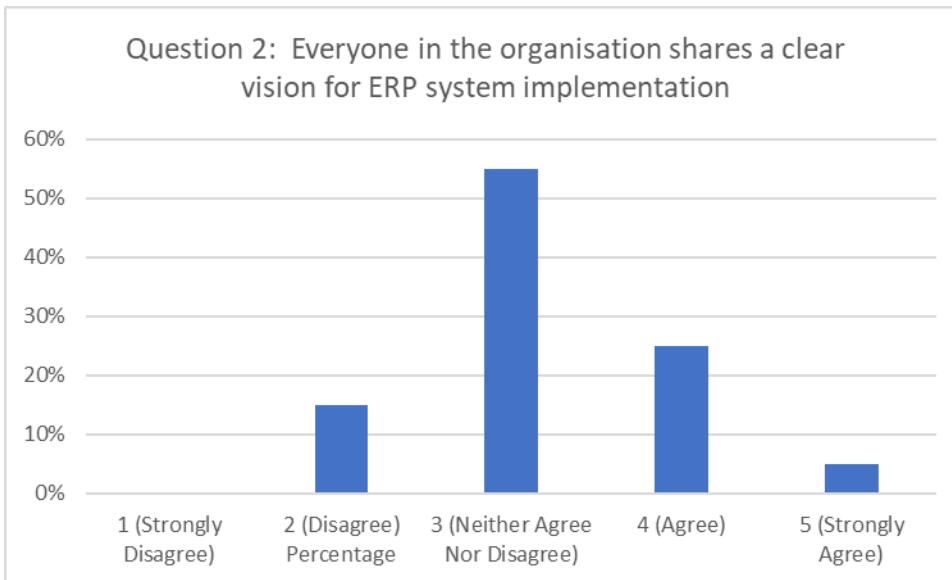 Question 2:  Everyone in the organisation shares a clear
vision for ERP system implementation
60%
50%
40%
30%
20%
10%
0%
1 (Strongly
Disagree)
2 (Disagree)
Percentage
3 (Neither Agree
Nor Disagree)
4 (Agree)
5 (Strongly
Agree)